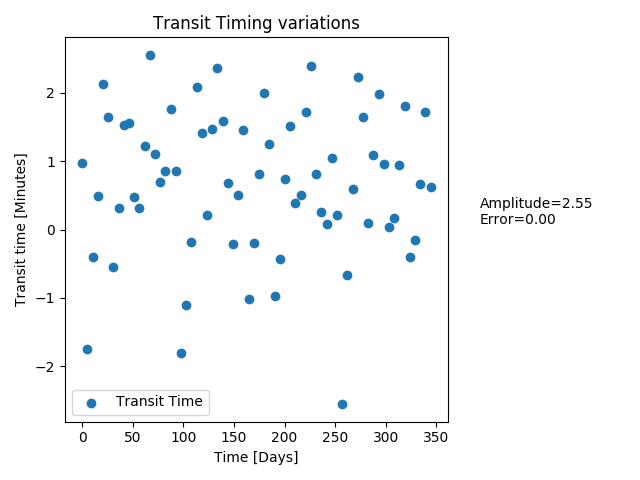 Transit Timing variations
Transit time [Minutes]
2
1
0
−1
−2
Amplitude=2.55
Error=0.00
Transit Time
0 50 100 150 200 250 300 350
Time [Days]